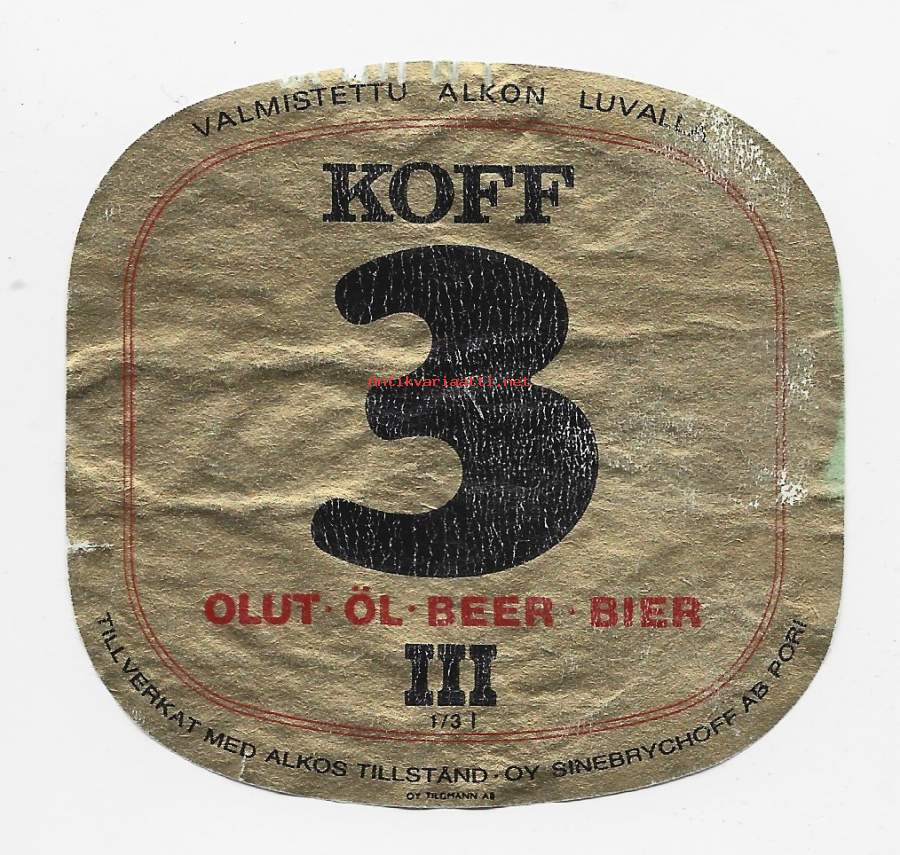 VALMISTETTU ALKON LUVALLA
KOFF
3
Antikvariaatti.net
OLUT · ÖL · BEER · BIER
III
1/3 l
TILLVERKAT MED ALKOS TILLSTÅND · OY SINEBRYCHOFF AB PORI
OY TILGMANN AB